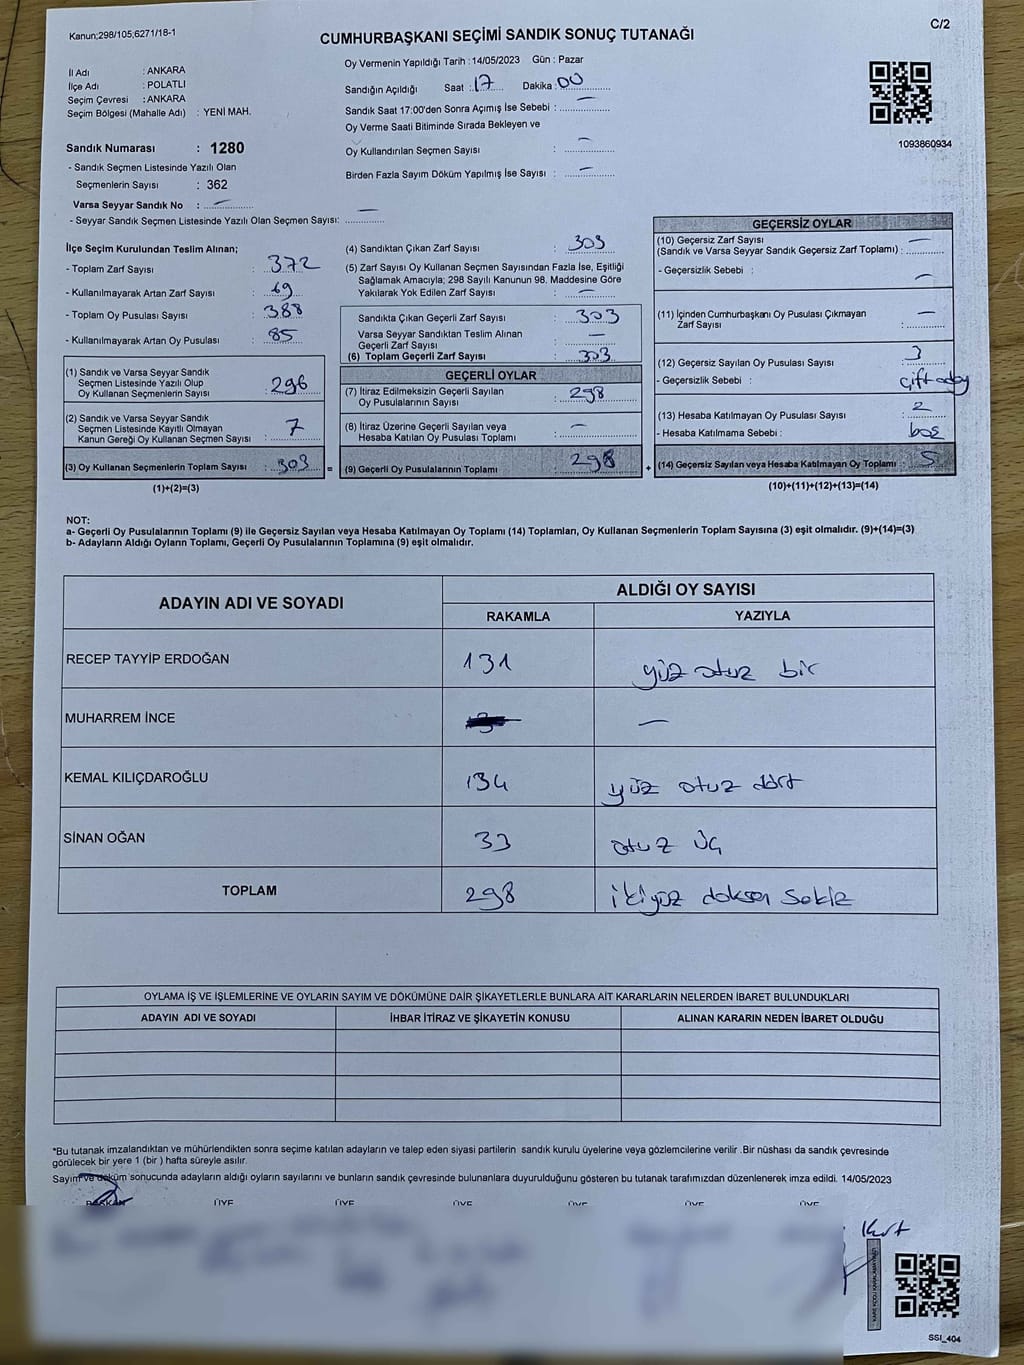 Kanun;298/105;6271/18-1
C/2
CUMHURBAŞKANI SEÇİMİ SANDIK SONUÇ TUTANAĞI
İl Adı : ANKARA
İlçe Adı : POLATLI
Seçim Çevresi : ANKARA
Seçim Bölgesi (Mahalle Adı) : YENİ MAH.
Oy Vermenin Yapıldığı Tarih : 14/05/2023 Gün : Pazar
Sandığın Açıldığı Saat : 17 Dakika : 00
Sandık Saat 17:00'den Sonra Açımış İse Sebebi : —
Oy Verme Saati Bitiminde Sırada Bekleyen ve
Oy Kullandırılan Seçmen Sayısı : —
Birden Fazla Sayım Döküm Yapılmış İse Sayısı : —
1093860934
Sandık Numarası : 1280
- Sandık Seçmen Listesinde Yazılı Olan
Seçmenlerin Sayısı : 362
Varsa Seyyar Sandık No : —
- Seyyar Sandık Seçmen Listesinde Yazılı Olan Seçmen Sayısı: —
İlçe Seçim Kurulundan Teslim Alınan;
- Toplam Zarf Sayısı : 372
- Kullanılmayarak Artan Zarf Sayısı : 69
- Toplam Oy Pusulası Sayısı : 388
- Kullanılmayarak Artan Oy Pusulası : 85
(1) Sandık ve Varsa Seyyar Sandık
Seçmen Listesinde Yazılı Olup
Oy Kullanan Seçmenlerin Sayısı : 296
(2) Sandık ve Varsa Seyyar Sandık
Seçmen Listesinde Kayıtlı Olmayan
Kanun Gereği Oy Kullanan Seçmen Sayısı : 7
(3) Oy Kullanan Seçmenlerin Toplam Sayısı : 303 =
(1)+(2)=(3)
(4) Sandıktan Çıkan Zarf Sayısı : 303
(5) Zarf Sayısı Oy Kullanan Seçmen Sayısından Fazla İse, Eşitliği
Sağlamak Amacıyla; 298 Sayılı Kanunun 98. Maddesine Göre
Yakılarak Yok Edilen Zarf Sayısı : —
Sandıkta Çıkan Geçerli Zarf Sayısı : 303
Varsa Seyyar Sandıktan Teslim Alınan
Geçerli Zarf Sayısı : —
(6) Toplam Geçerli Zarf Sayısı : 303
GEÇERLİ OYLAR
(7) İtiraz Edilmeksizin Geçerli Sayılan
Oy Pusulalarının Sayısı : 298
(8) İtiraz Üzerine Geçerli Sayılan veya
Hesaba Katılan Oy Pusulaları Toplamı : —
(9) Geçerli Oy Pusulalarının Toplamı : 298 +
GEÇERSİZ OYLAR
(10) Geçersiz Zarf Sayısı
(Sandık ve Varsa Seyyar Sandık Geçersiz Zarf Toplamı) : —
- Geçersizlik Sebebi : —
(11) İçinden Cumhurbaşkanı Oy Pusulası Çıkmayan
Zarf Sayısı : —
(12) Geçersiz Sayılan Oy Pusulası Sayısı : 3
- Geçersizlik Sebebi : çift aday
(13) Hesaba Katılmayan Oy Pusulası Sayısı : 2
- Hesaba Katılmama Sebebi : boş
(14) Geçersiz Sayılan veya Hesaba Katılmayan Oy Toplamı : 5
(10)+(11)+(12)+(13)=(14)
NOT:
a- Geçerli Oy Pusulalarının Toplamı (9) ile Geçersiz Sayılan veya Hesaba Katılmayan Oy Toplamı (14) Toplamları, Oy Kullanan Seçmenlerin Toplam Sayısına (3) eşit olmalıdır. (9)+(14)=(3)
b- Adayların Aldığı Oyların Toplamı, Geçerli Oy Pusulalarının Toplamına (9) eşit olmalıdır.
ADAYIN ADI VE SOYADI
ALDIĞI OY SAYISI
RAKAMLA YAZIYLA
RECEP TAYYİP ERDOĞAN 131 yüz otuz bir
MUHARREM İNCE —
KEMAL KILIÇDAROĞLU 134 yüz otuz dört
SİNAN OĞAN 33 otuz üç
TOPLAM 298 ikiyüz doksan sekiz
OYLAMA İŞ VE İŞLEMLERİNE VE OYLARIN SAYIM VE DÖKÜMÜNE DAİR ŞİKAYETLERLE BUNLARA AİT KARARLARIN NELERDEN İBARET BULUNDUKLARI
ADAYIN ADI VE SOYADI İHBAR İTİRAZ VE ŞİKAYETİN KONUSU ALINAN KARARIN NEDEN İBARET OLDUĞU
*Bu tutanak imzalandıktan ve mühürlendikten sonra seçime katılan adayların ve talep eden siyasi partilerin sandık kurulu üyelerine veya gözlemcilerine verilir .Bir nüshası da sandık çevresinde
görülecek bir yere 1 (bir ) hafta süreyle asılır.
Sayım ve döküm sonucunda adayların aldığı oyların sayılarını ve bunların sandık çevresinde bulunanlara duyurulduğunu gösteren bu tutanak tarafımızdan düzenlenerek imza edildi. 14/05/2023
BAŞKAN ÜYE ÜYE ÜYE ÜYE ÜYE ÜYE
SSI_404